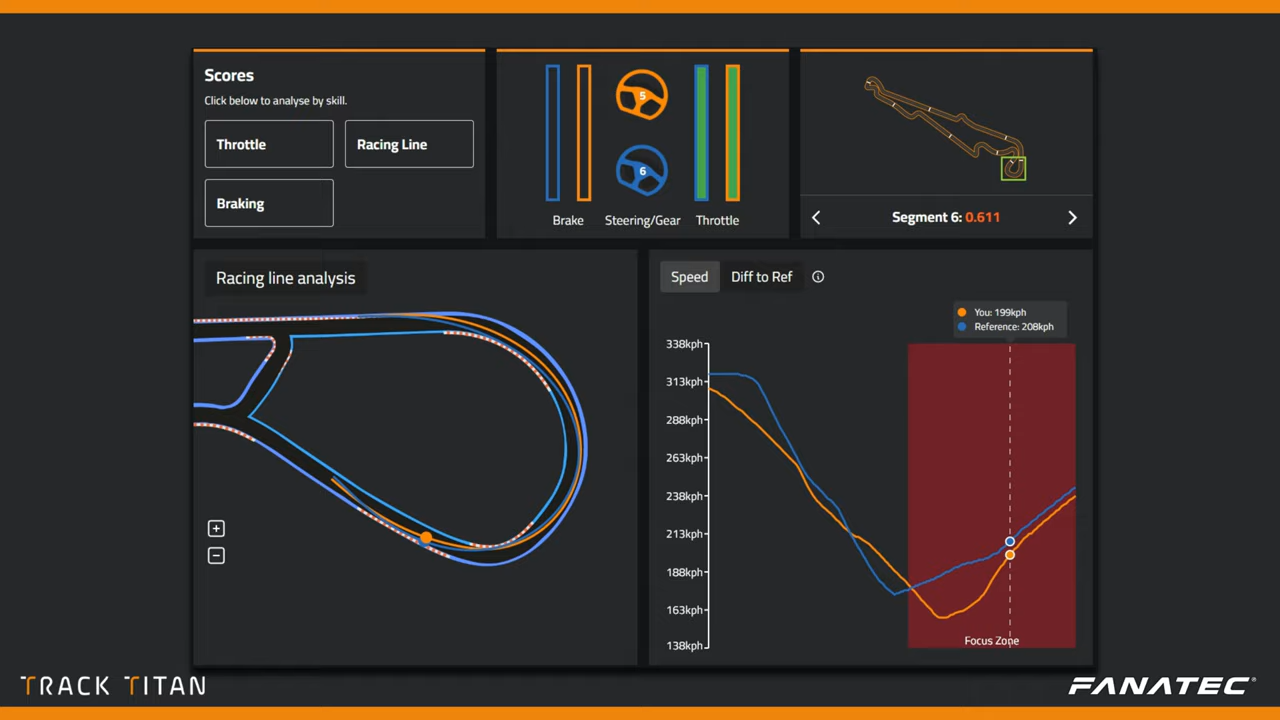 Scores
Click below to analyse by skill.
Throttle
Racing Line
Braking
5
6
Brake
Steering/Gear
Throttle
Segment 6: 0.611
Racing line analysis
+
−
Speed
Diff to Ref
You: 199kph
Reference: 208kph
338kph
313kph
288kph
263kph
238kph
213kph
188kph
163kph
138kph
Focus Zone
TRACK TITAN
FANATEC®